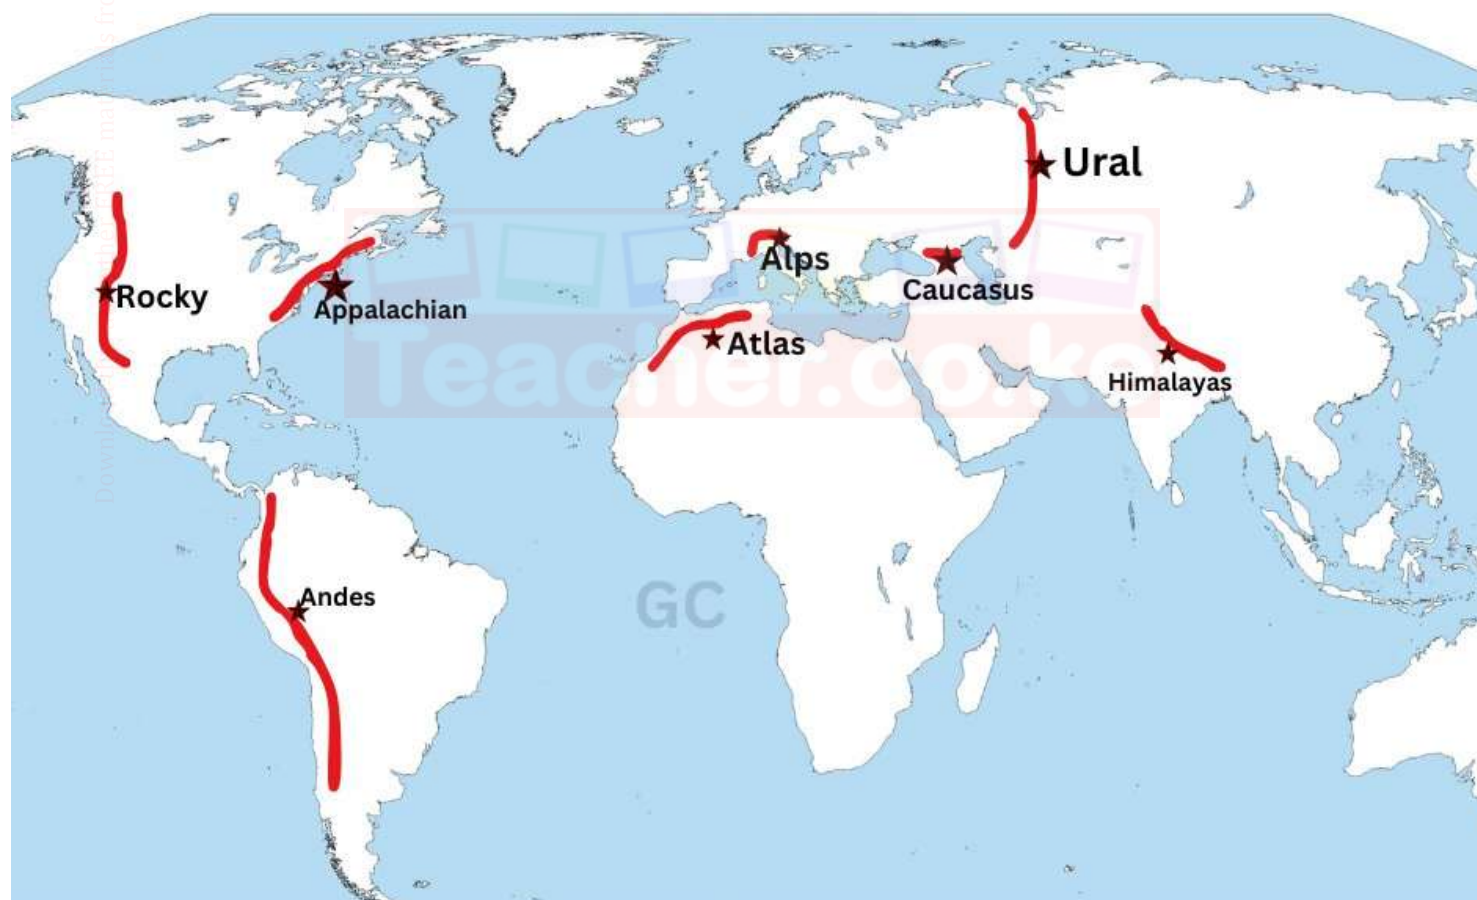 Ural
Alps
Caucasus
Rocky
Appalachian
Atlas
Himalayas
Teacher.co.ke
Andes
GC